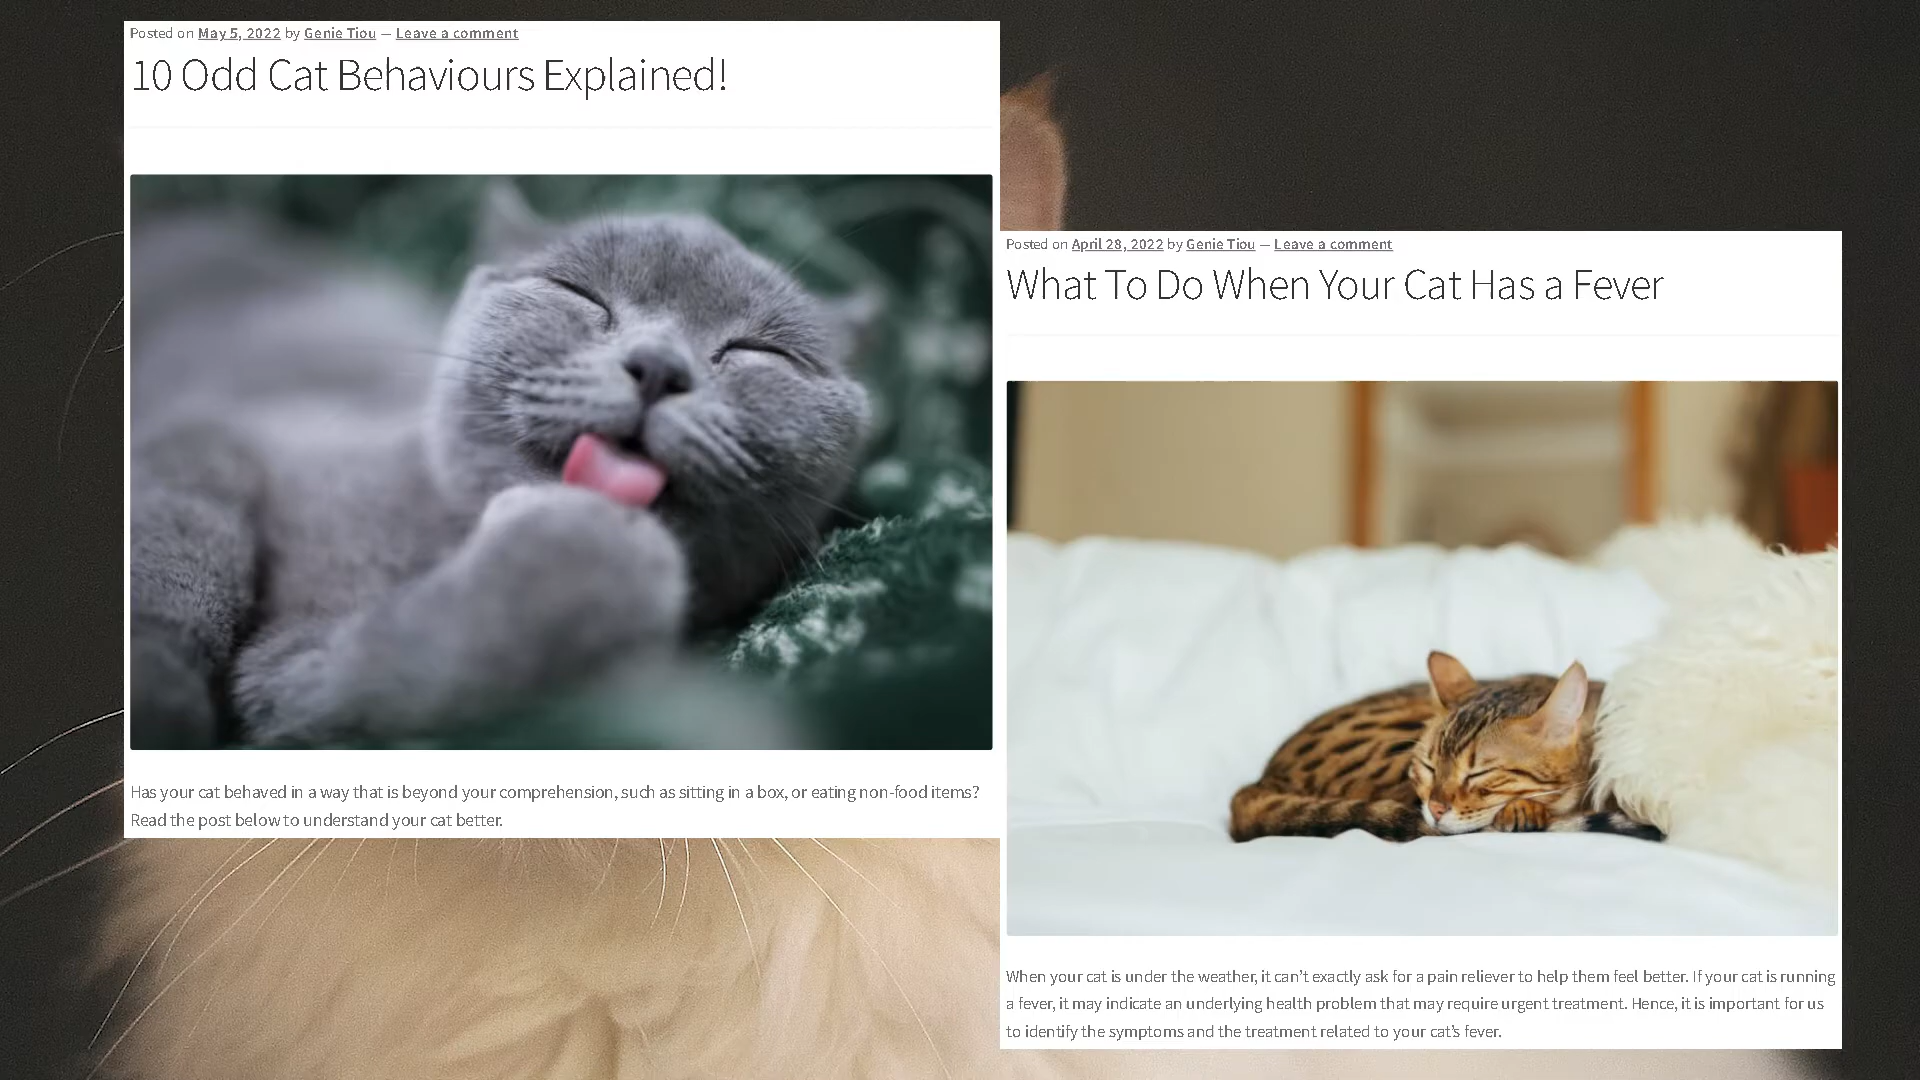 Posted on May 5, 2022 by Genie Tiou — Leave a comment
10 Odd Cat Behaviours Explained!
Has your cat behaved in a way that is beyond your comprehension, such as sitting in a box, or eating non-food items?
Read the post below to understand your cat better.
Posted on April 28, 2022 by Genie Tiou — Leave a comment
What To Do When Your Cat Has a Fever
When your cat is under the weather, it can’t exactly ask for a pain reliever to help them feel better. If your cat is running
a fever, it may indicate an underlying health problem that may require urgent treatment. Hence, it is important for us
to identify the symptoms and the treatment related to your cat’s fever.